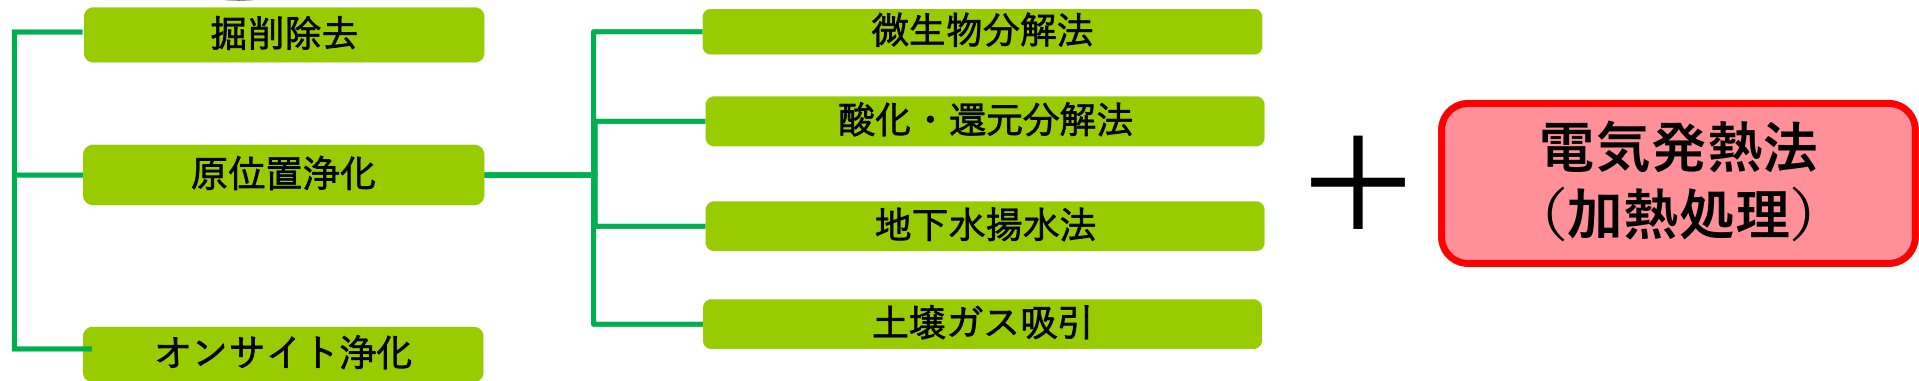 掘削除去
原位置浄化
オンサイト浄化
微生物分解法
酸化・還元分解法
地下水揚水法
土壌ガス吸引
＋
電気発熱法
（加熱処理）